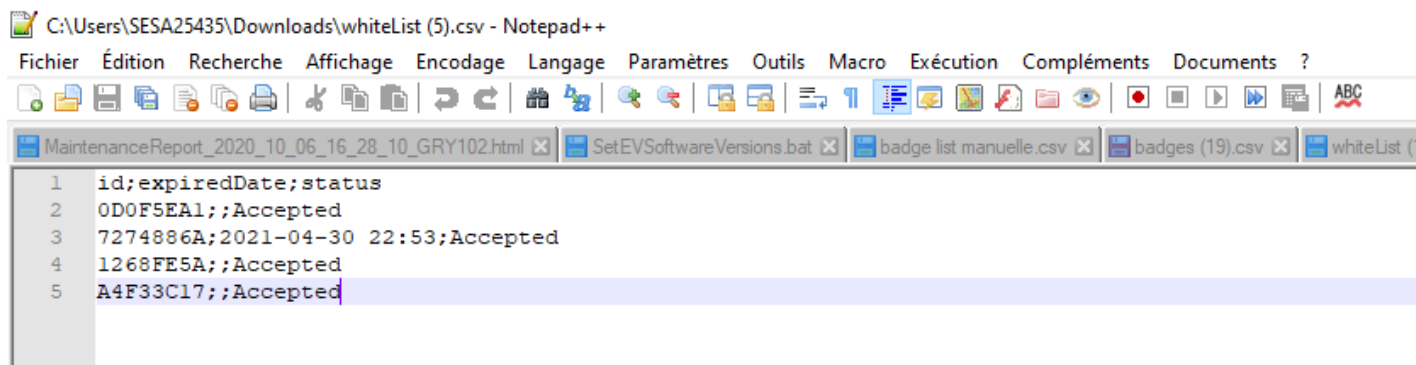 C:\Users\SESA25435\Downloads\whiteList (5).csv - Notepad++
Fichier Édition Recherche Affichage Encodage Langage Paramètres Outils Macro Exécution Compléments Documents ?
ABC
MaintenanceReport_2020_10_06_16_28_10_GRY102.html SetEVSoftwareVersions.bat badge list manuelle.csv badges (19).csv whiteList (
1 id;expiredDate;status
2 0D0F5EA1;;Accepted
3 7274886A;2021-04-30 22:53;Accepted
4 1268FE5A;;Accepted
5 A4F33C17;;Accepted